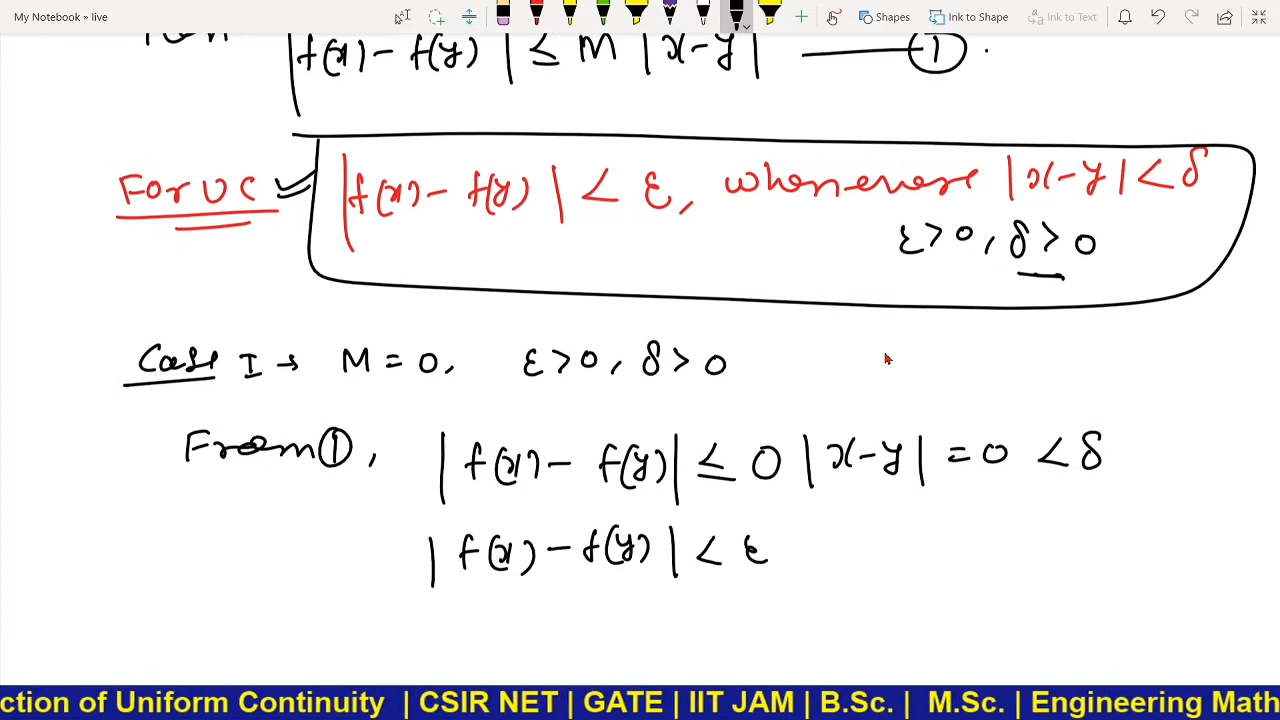 My Notebook » live
Shapes Ink to Shape Ink to Text
|f(x) - f(y)| ≤ M |x-y| —— ①.
For UC |f(x) - f(y)| < ε, whenevere |x-y| < δ
ε > 0, δ > 0
Case I → M = 0, ε > 0, δ > 0
From ①, |f(x) - f(y)| ≤ 0 |x-y| = 0 < δ
|f(x) - f(y)| < ε
ction of Uniform Continuity | CSIR NET | GATE | IIT JAM | B.Sc. | M.Sc. | Engineering Math